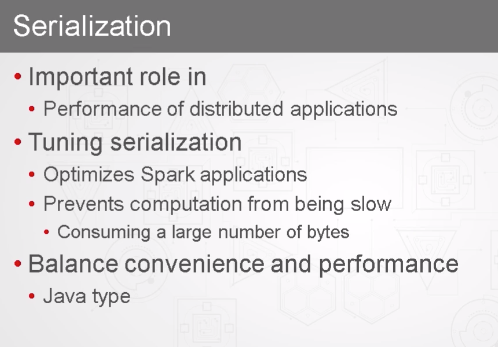 Serialization
• Important role in
• Performance of distributed applications
• Tuning serialization
• Optimizes Spark applications
• Prevents computation from being slow
• Consuming a large number of bytes
• Balance convenience and performance
• Java type